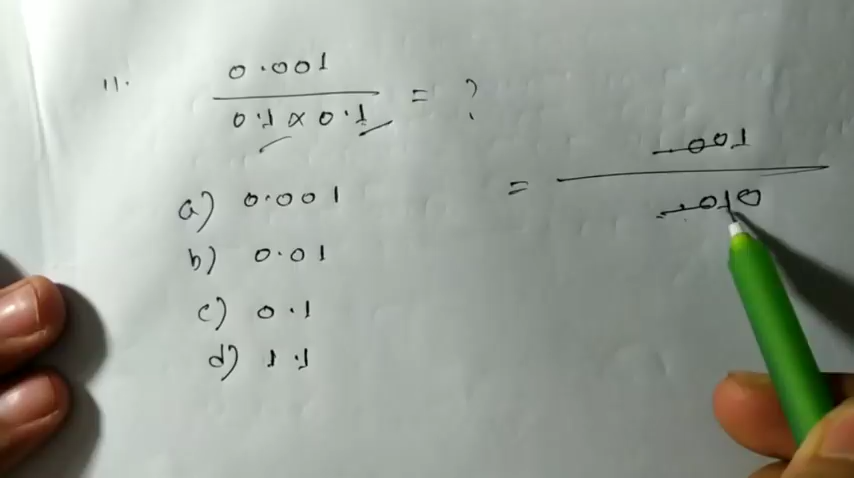 11. 0.001
0.1 × 0.1 = ?
a) 0.001
b) 0.01
c) 0.1
d) 1.1
= .001
.010